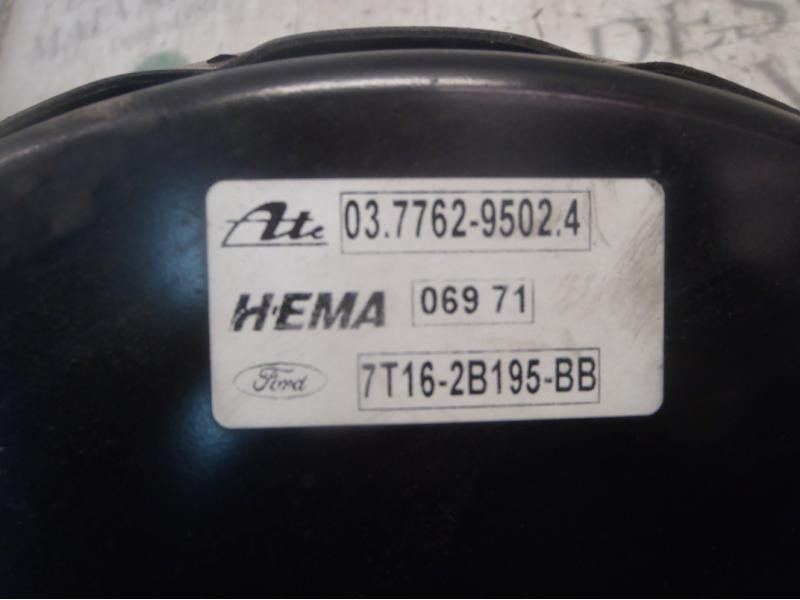 Ate 03.7762-9502.4
HEMA 069 71
Ford 7T16-2B195-BB